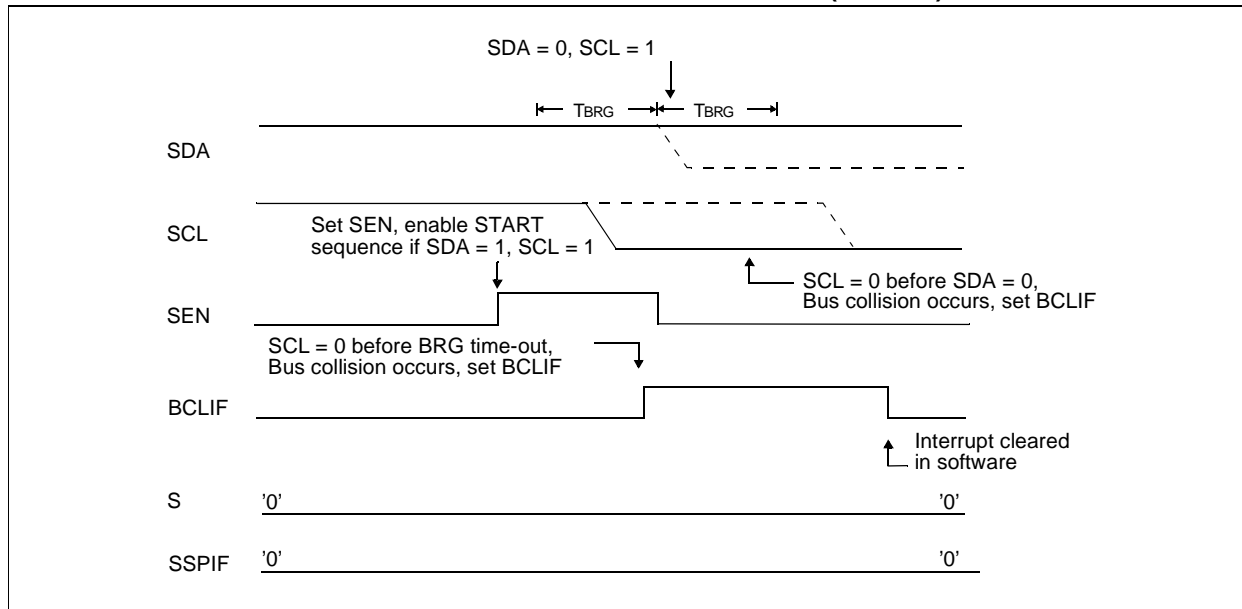 SDA = 0, SCL = 1
TBRG TBRG
SDA
SCL
Set SEN, enable START
sequence if SDA = 1, SCL = 1
SCL = 0 before SDA = 0,
Bus collision occurs, set BCLIF
SEN
SCL = 0 before BRG time-out,
Bus collision occurs, set BCLIF
BCLIF
Interrupt cleared
in software
S '0' '0'
SSPIF '0' '0'